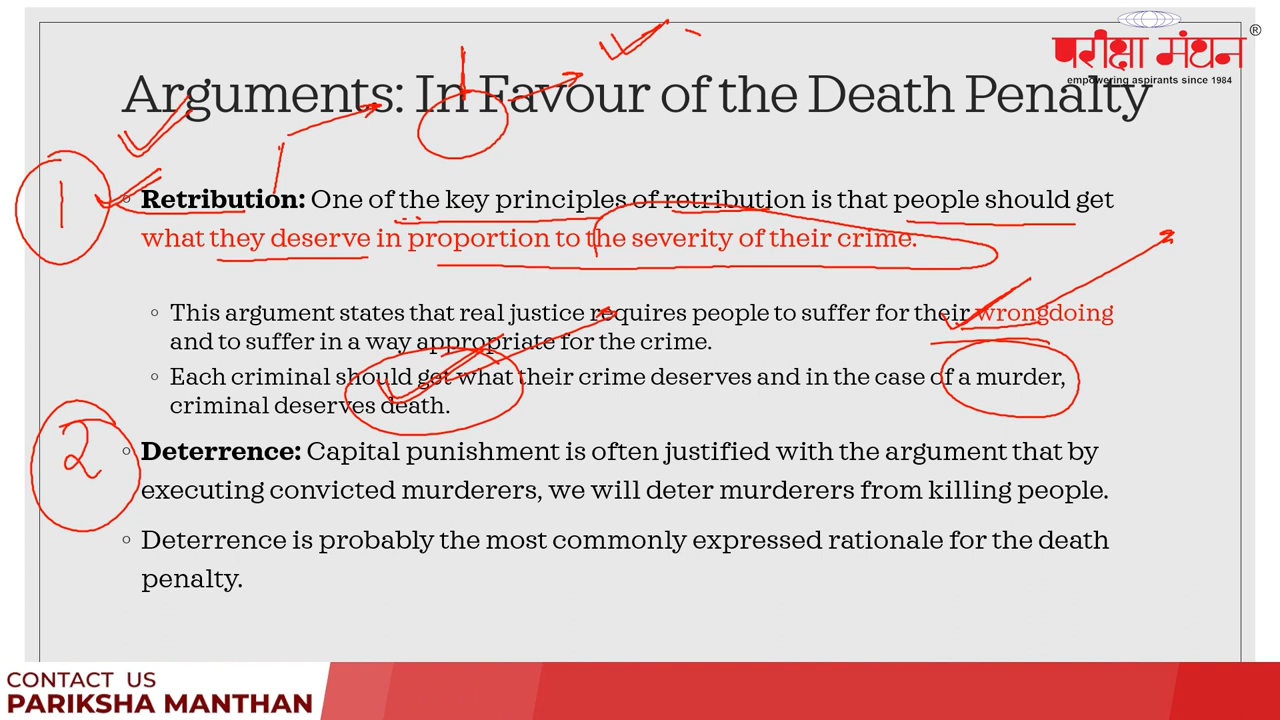 परीक्षा मंथन
®
empowering aspirants since 1984
Arguments: In Favour of the Death Penalty
1
Retribution: One of the key principles of retribution is that people should get
what they deserve in proportion to the severity of their crime.
This argument states that real justice requires people to suffer for their wrongdoing
and to suffer in a way appropriate for the crime.
Each criminal should get what their crime deserves and in the case of a murder,
criminal deserves death.
2
Deterrence: Capital punishment is often justified with the argument that by
executing convicted murderers, we will deter murderers from killing people.
Deterrence is probably the most commonly expressed rationale for the death
penalty.
CONTACT US
PARIKSHA MANTHAN